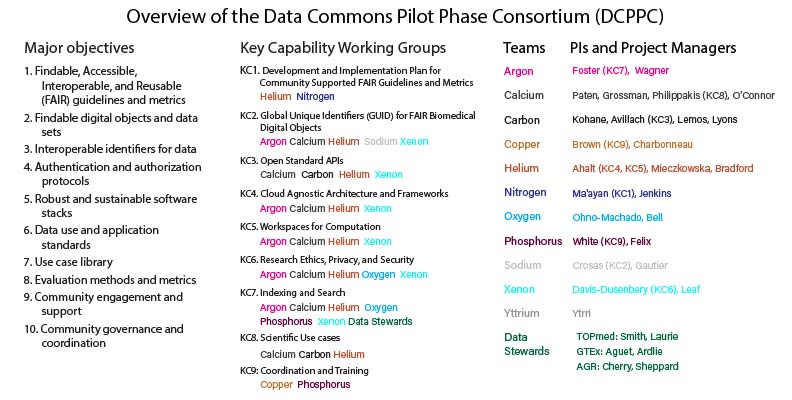 Overview of the Data Commons Pilot Phase Consortium (DCPPC)
Major objectives
1. Findable, Accessible,
Interoperable, and Reusable
(FAIR) guidelines and metrics
2. Findable digital objects and data
sets
3. Interoperable identifiers for data
4. Authentication and authorization
protocols
5. Robust and sustainable software
stacks
6. Data use and application
standards
7. Use case library
8. Evaluation methods and metrics
9. Community engagement and
support
10. Community governance and
coordination
Key Capability Working Groups
KC1. Development and Implementation Plan for
Community Supported FAIR Guidelines and Metrics
Helium Nitrogen
KC2. Global Unique Identifiers (GUID) for FAIR Biomedical
Digital Objects
Argon Calcium Helium Sodium Xenon
KC3. Open Standard APIs
Calcium Carbon Helium Xenon
KC4. Cloud Agnostic Architecture and Frameworks
Argon Calcium Helium Xenon
KC5. Workspaces for Computation
Argon Calcium Helium Xenon
KC6. Research Ethics, Privacy, and Security
Argon Calcium Helium Oxygen Xenon
KC7. Indexing and Search
Argon Calcium Helium Oxygen
Phosphorus Xenon Data Stewards
KC8. Scientific Use cases
Calcium Carbon Helium
KC9: Coordination and Training
Copper Phosphorus
Teams PIs and Project Managers
Argon Foster (KC7), Wagner
Calcium Paten, Grossman, Philippakis (KC8), O'Connor
Carbon Kohane, Avillach (KC3), Lemos, Lyons
Copper Brown (KC9), Charbonneau
Helium Ahalt (KC4, KC5), Mieczkowska, Bradford
Nitrogen Ma'ayan (KC1), Jenkins
Oxygen Ohno-Machado, Bell
Phosphorus White (KC9), Felix
Sodium Crosas (KC2), Gautier
Xenon Davis-Dusenbery (KC6), Leaf
Yttrium Ytrri
Data TOPmed: Smith, Laurie
Stewards GTEx: Aguet, Ardlie
AGR: Cherry, Sheppard